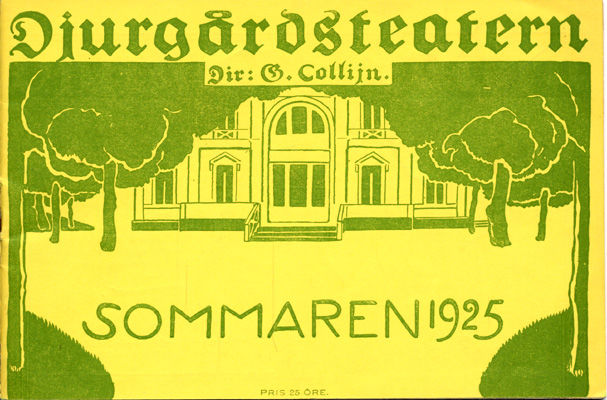 Djurgårdsteatern
Dir: G. Collijn.
SOMMAREN 1925
PRIS 25 ÖRE.